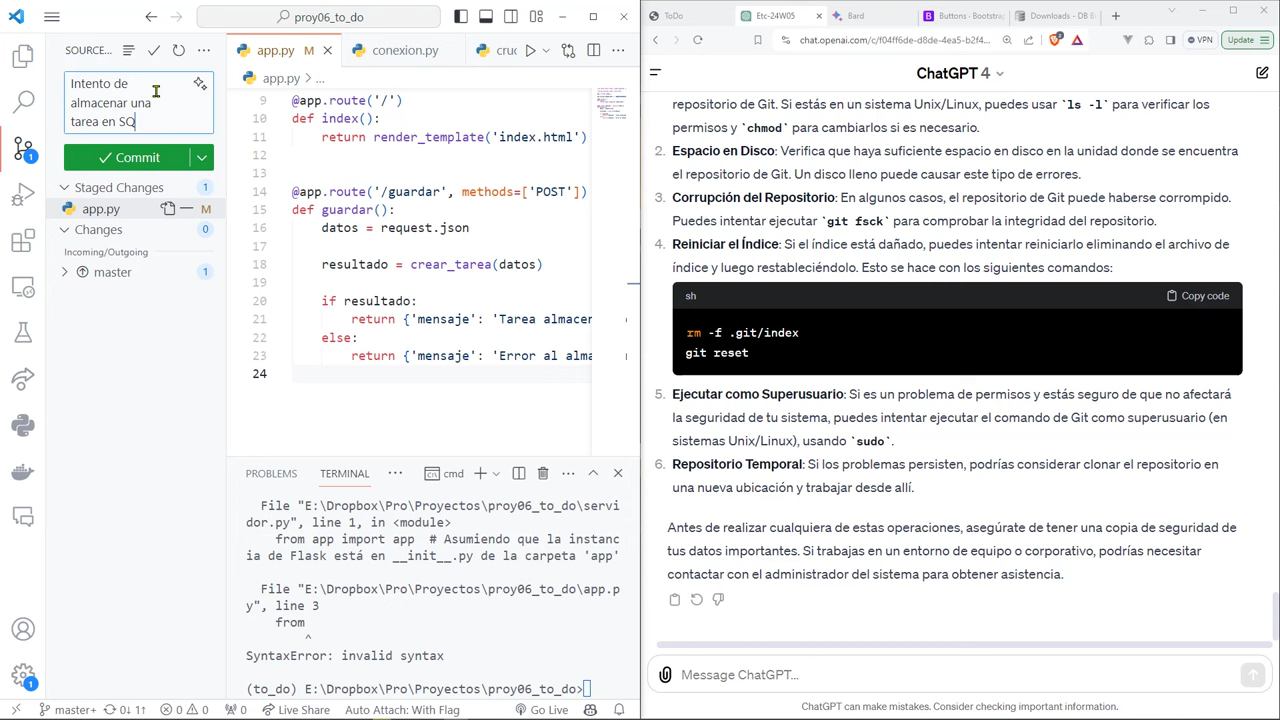 proy06_to_do
SOURCE...
Intento de
almacenar una
tarea en SQ
Commit
Staged Changes 1
app.py M
Changes 0
Incoming/Outgoing
master 1
app.py M
conexion.py
app.py > ...
9 @app.route('/')
10 def index():
11 return render_template('index.html')
12
13
14 @app.route('/guardar', methods=['POST'])
15 def guardar():
16 datos = request.json
17
18 resultado = crear_tarea(datos)
19
20 if resultado:
21 return {'mensaje': 'Tarea almacen
22 else:
23 return {'mensaje': 'Error al alma
24
PROBLEMS TERMINAL ... cmd
File "E:\Dropbox\Pro\Proyectos\proy06_to_do\servi
dor.py", line 1, in <module>
from app import app # Asumiendo que la instanc
ia de Flask está en __init__.py de la carpeta 'app'
File "E:\Dropbox\Pro\Proyectos\proy06_to_do\app.p
y", line 3
from
^
SyntaxError: invalid syntax
(to_do) E:\Dropbox\Pro\Proyectos\proy06_to_do>
master+ 0↓ 1↑ 0 0 0 Live Share Auto Attach: With Flag Go Live
ToDo
Etc-24W05
Bard
Buttons · Bootstrap
Downloads - DB B
chat.openai.com/c/f04ff6de-d8de-4ea5-b2f4...
VPN
Update
ChatGPT 4
repositorio de Git. Si estás en un sistema Unix/Linux, puedes usar `ls -l` para verificar los
permisos y `chmod` para cambiarlos si es necesario.
2. Espacio en Disco: Verifica que haya suficiente espacio en disco en la unidad donde se encuentra
el repositorio de Git. Un disco lleno puede causar este tipo de errores.
3. Corrupción del Repositorio: En algunos casos, el repositorio de Git puede haberse corrompido.
Puedes intentar ejecutar `git fsck` para comprobar la integridad del repositorio.
4. Reiniciar el Índice: Si el índice está dañado, puedes intentar reiniciarlo eliminando el archivo de
índice y luego restableciéndolo. Esto se hace con los siguientes comandos:
sh Copy code
rm -f .git/index
git reset
5. Ejecutar como Superusuario: Si es un problema de permisos y estás seguro de que no afectará
la seguridad de tu sistema, puedes intentar ejecutar el comando de Git como superusuario (en
sistemas Unix/Linux), usando `sudo`.
6. Repositorio Temporal: Si los problemas persisten, podrías considerar clonar el repositorio en
una nueva ubicación y trabajar desde allí.
Antes de realizar cualquiera de estas operaciones, asegúrate de tener una copia de seguridad de
tus datos importantes. Si trabajas en un entorno de equipo o corporativo, podrías necesitar
contactar con el administrador del sistema para obtener asistencia.
Message ChatGPT...
ChatGPT can make mistakes. Consider checking important information.